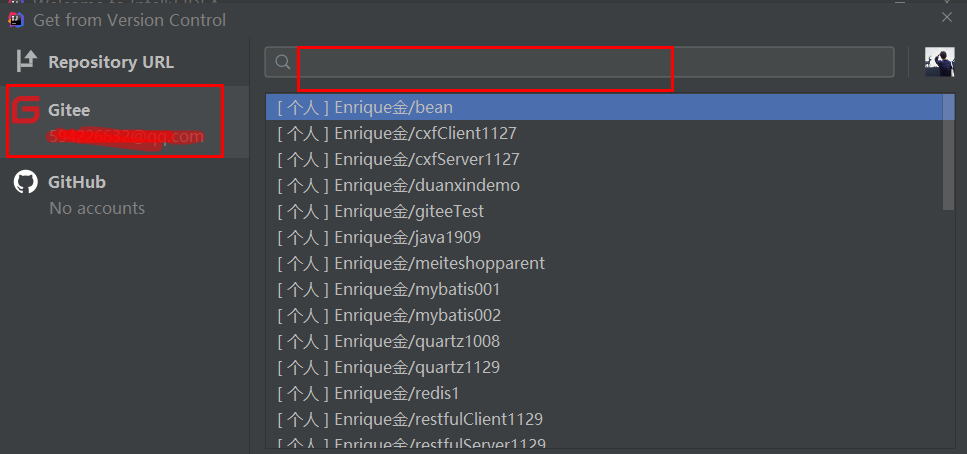 Get from Version Control
Repository URL
Gitee
@qq.com
GitHub
No accounts
[ 个人 ] Enrique金/bean
[ 个人 ] Enrique金/cxfClient1127
[ 个人 ] Enrique金/cxfServer1127
[ 个人 ] Enrique金/duanxindemo
[ 个人 ] Enrique金/giteeTest
[ 个人 ] Enrique金/java1909
[ 个人 ] Enrique金/meiteshopparent
[ 个人 ] Enrique金/mybatis001
[ 个人 ] Enrique金/mybatis002
[ 个人 ] Enrique金/quartz1008
[ 个人 ] Enrique金/quartz1129
[ 个人 ] Enrique金/redis1
[ 个人 ] Enrique金/restfulClient1129
[ 个人 ] Enrique金/restfulServer1129